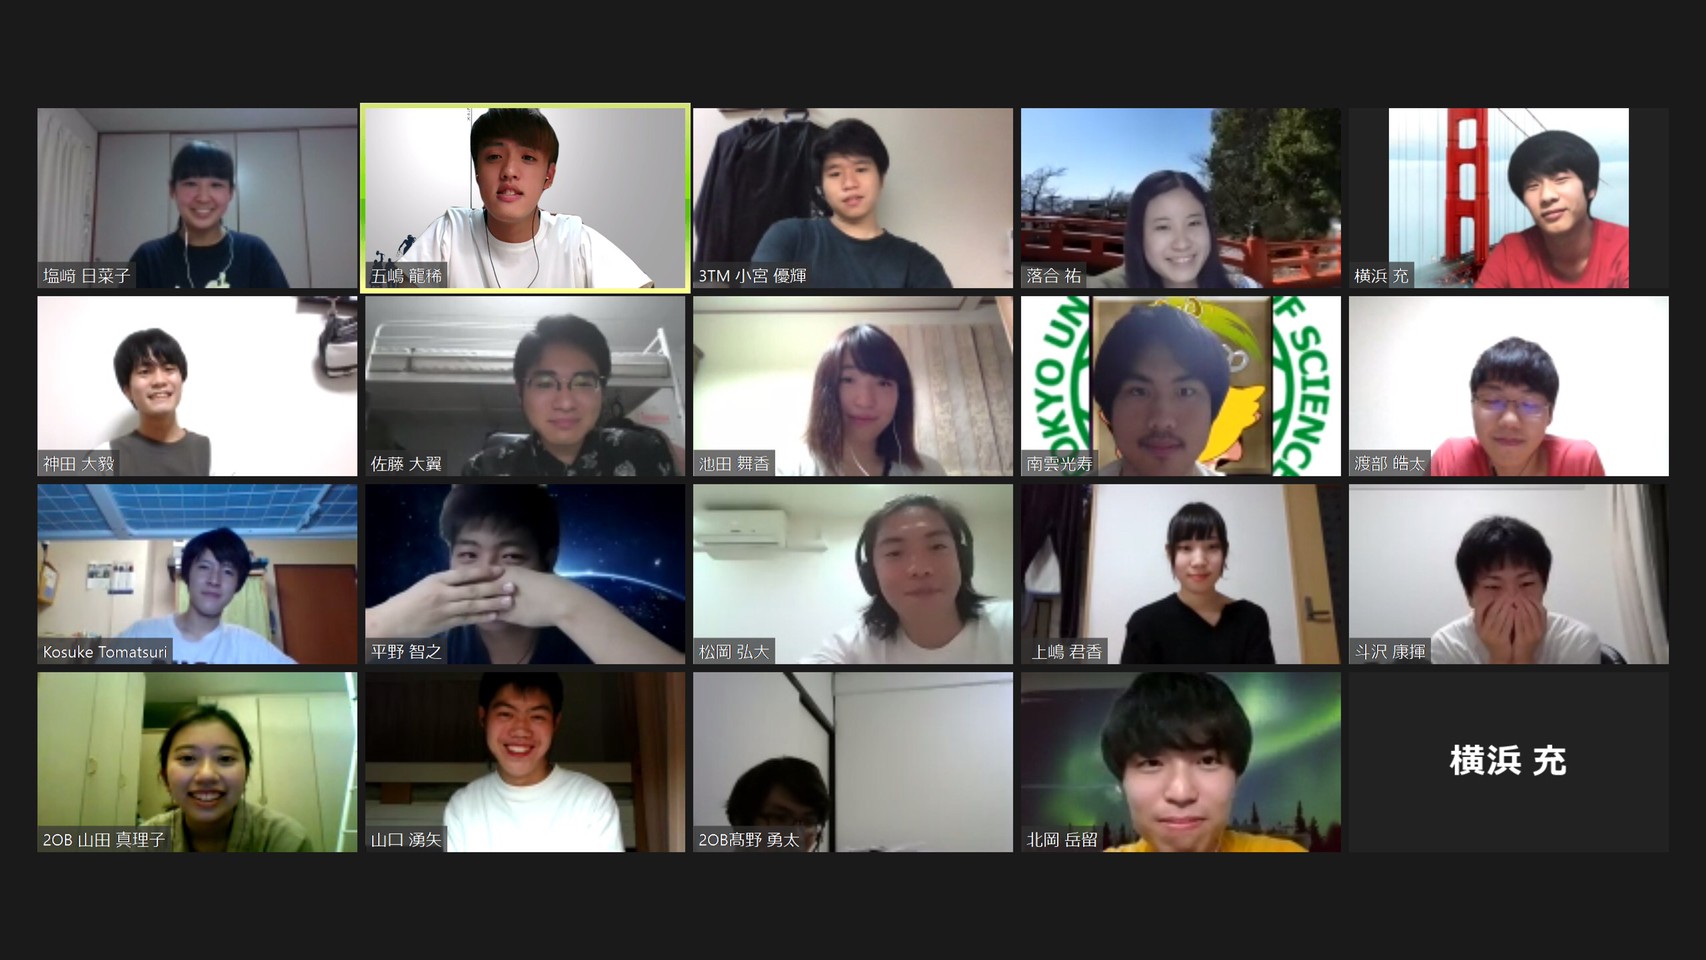 塩﨑 日菜子
五嶋 龍稀
3TM 小宮 優輝
落合 祐
横浜 充
神田 大毅
佐藤 大翼
池田 舞香
OKYO UN
F SCIENC
南雲光寿
渡部 皓太
Kosuke Tomatsuri
平野 智之
松岡 弘大
上嶋 君香
斗沢 康揮
2OB 山田 真理子
山口 湧矢
2OB髙野 勇太
北岡 岳留
横浜 充